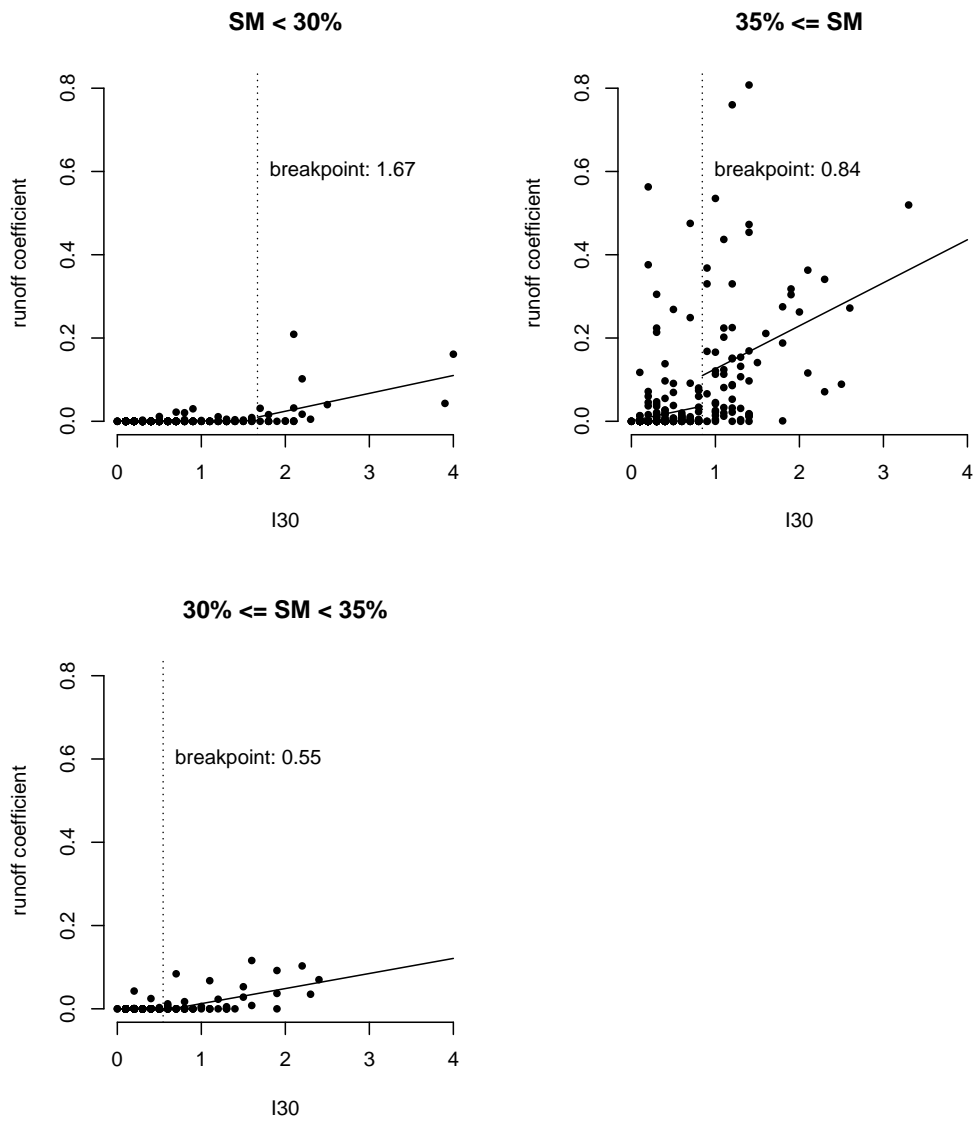 SM < 30%
runoff coefficient
0.8
0.6
0.4
0.2
0.0
breakpoint: 1.67
0 1 2 3 4
I30
35% <= SM
runoff coefficient
0.8
0.6
0.4
0.2
0.0
breakpoint: 0.84
0 1 2 3 4
I30
30% <= SM < 35%
runoff coefficient
0.8
0.6
0.4
0.2
0.0
breakpoint: 0.55
0 1 2 3 4
I30